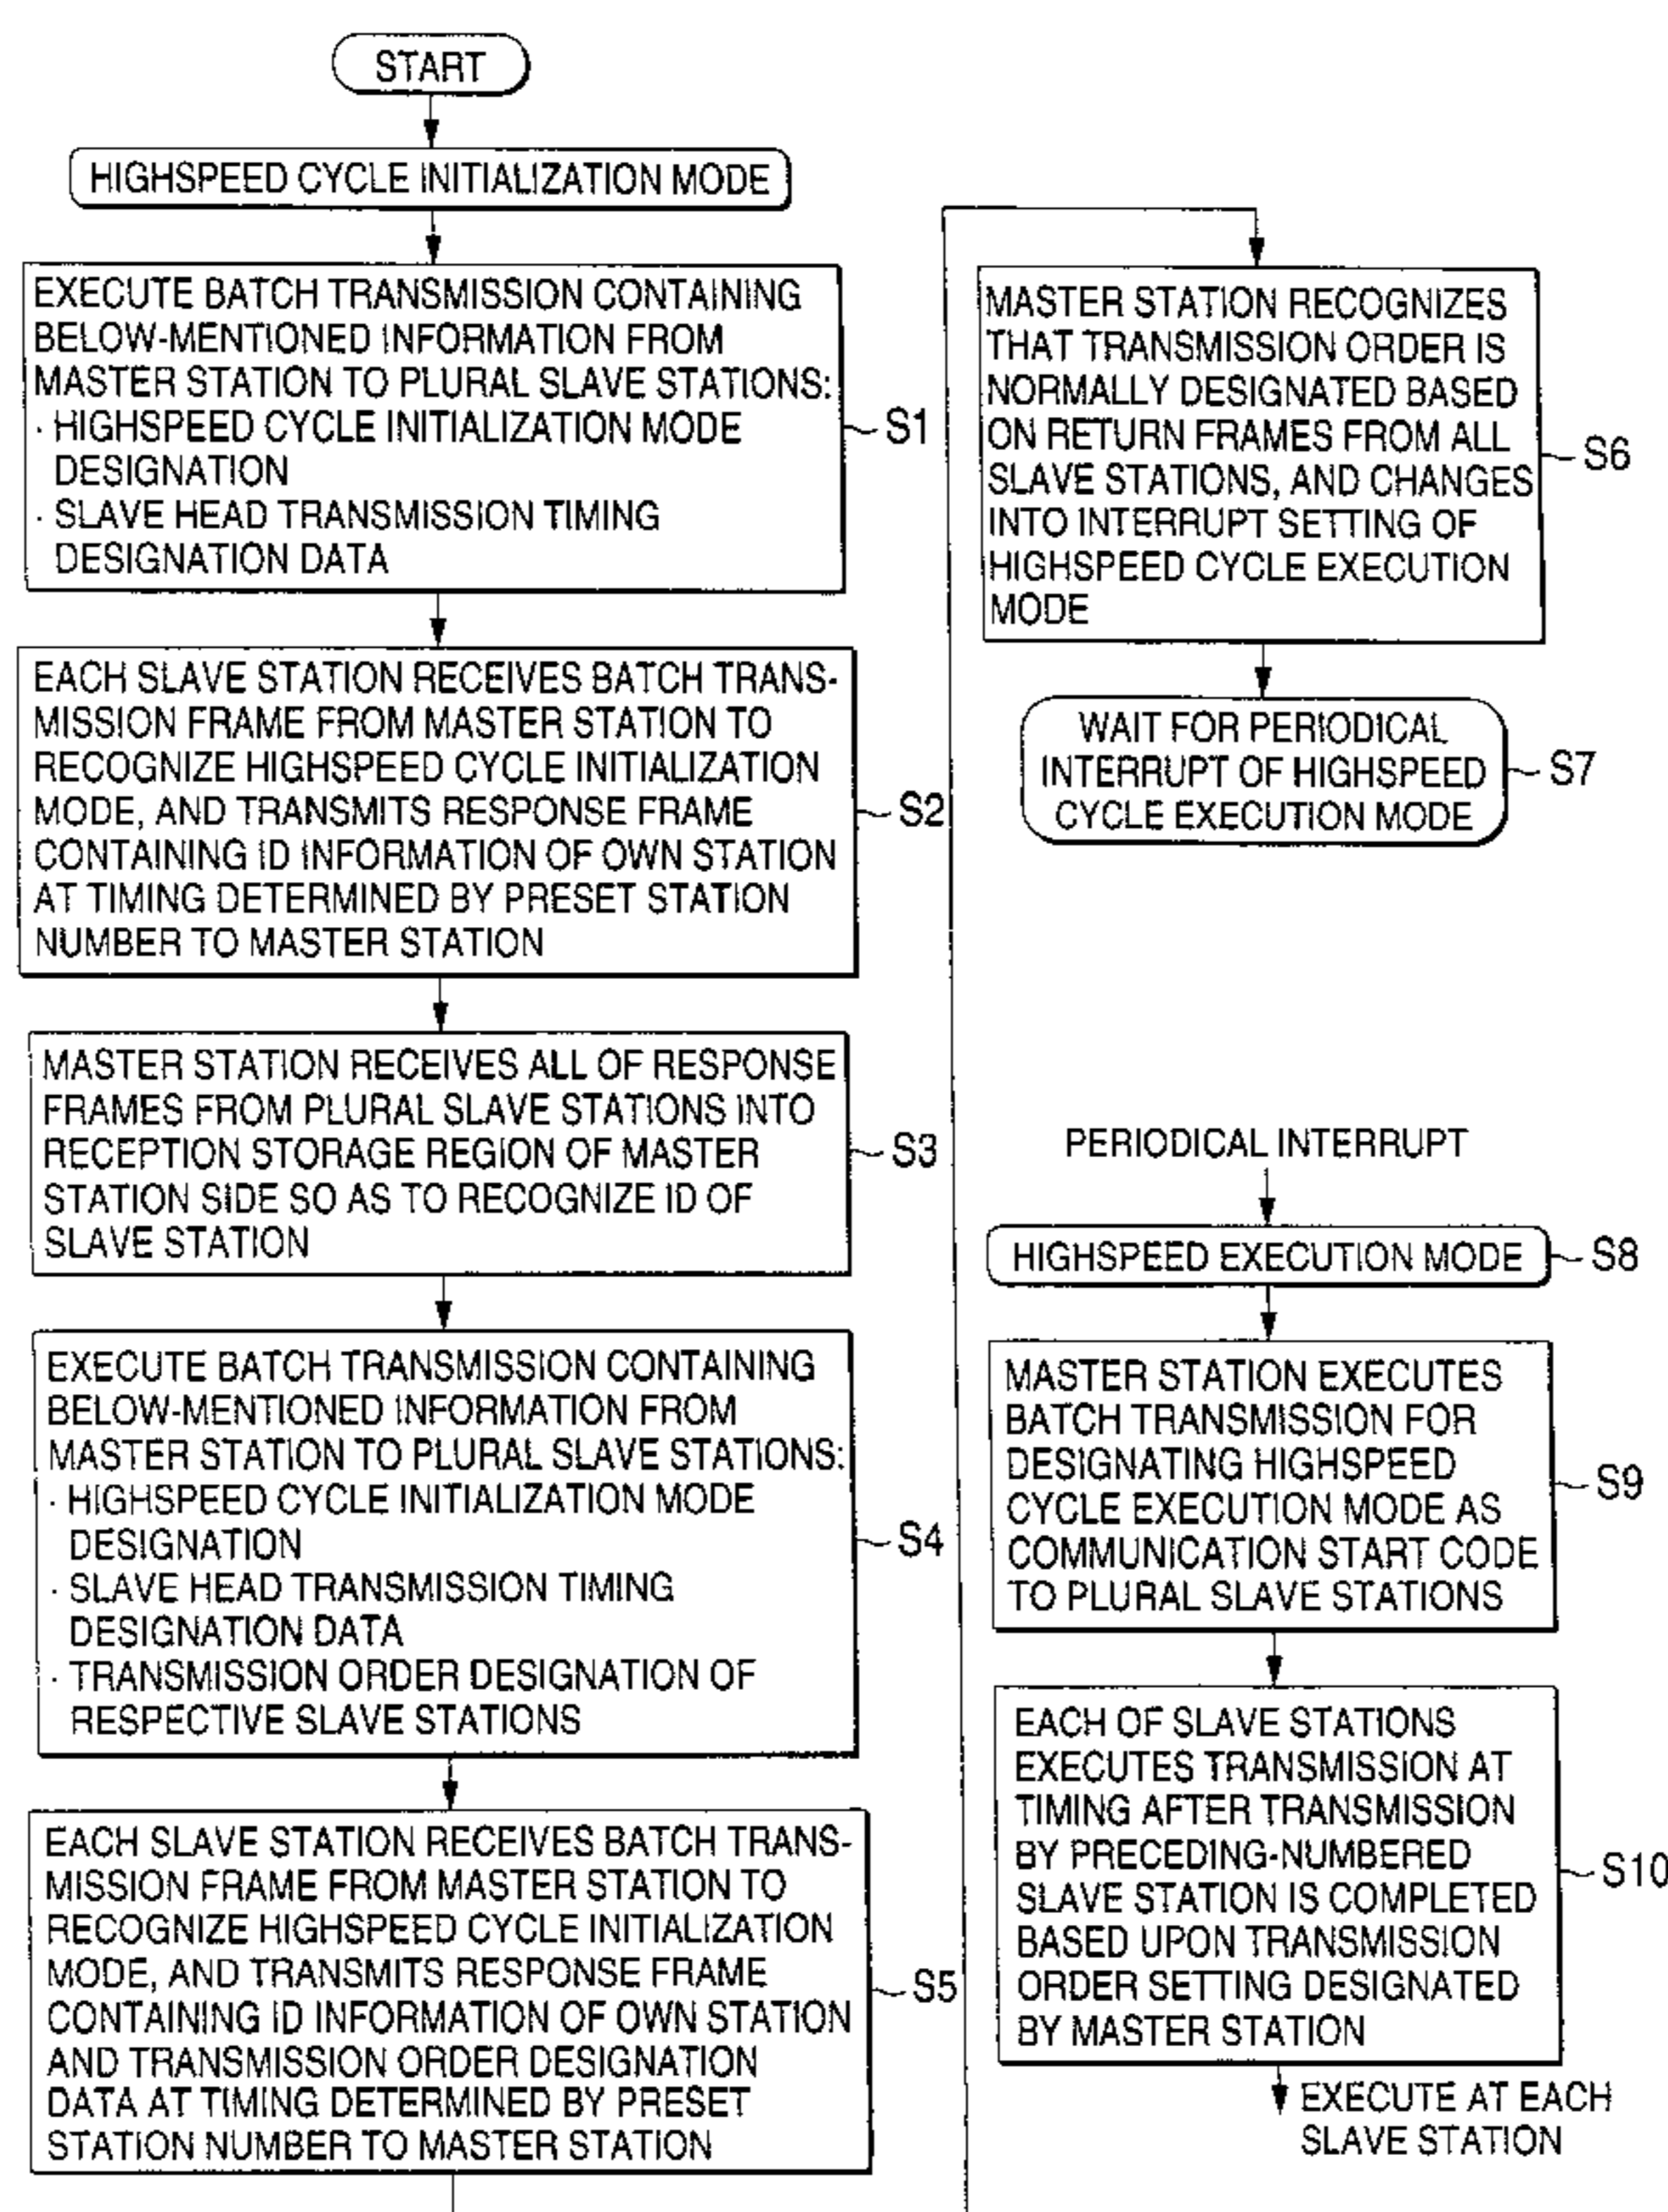 START
HIGHSPEED CYCLE INITIALIZATION MODE
EXECUTE BATCH TRANSMISSION CONTAINING
BELOW-MENTIONED INFORMATION FROM
MASTER STATION TO PLURAL SLAVE STATIONS:
· HIGHSPEED CYCLE INITIALIZATION MODE
DESIGNATION
· SLAVE HEAD TRANSMISSION TIMING
DESIGNATION DATA
S1
EACH SLAVE STATION RECEIVES BATCH TRANS-
MISSION FRAME FROM MASTER STATION TO
RECOGNIZE HIGHSPEED CYCLE INITIALIZATION
MODE, AND TRANSMITS RESPONSE FRAME
CONTAINING ID INFORMATION OF OWN STATION
AT TIMING DETERMINED BY PRESET STATION
NUMBER TO MASTER STATION
S2
MASTER STATION RECEIVES ALL OF RESPONSE
FRAMES FROM PLURAL SLAVE STATIONS INTO
RECEPTION STORAGE REGION OF MASTER
STATION SIDE SO AS TO RECOGNIZE ID OF
SLAVE STATION
S3
EXECUTE BATCH TRANSMISSION CONTAINING
BELOW-MENTIONED INFORMATION FROM
MASTER STATION TO PLURAL SLAVE STATIONS:
· HIGHSPEED CYCLE INITIALIZATION MODE
DESIGNATION
· SLAVE HEAD TRANSMISSION TIMING
DESIGNATION DATA
· TRANSMISSION ORDER DESIGNATION OF
RESPECTIVE SLAVE STATIONS
S4
EACH SLAVE STATION RECEIVES BATCH TRANS-
MISSION FRAME FROM MASTER STATION TO
RECOGNIZE HIGHSPEED CYCLE INITIALIZATION
MODE, AND TRANSMITS RESPONSE FRAME
CONTAINING ID INFORMATION OF OWN STATION
AND TRANSMISSION ORDER DESIGNATION
DATA AT TIMING DETERMINED BY PRESET
STATION NUMBER TO MASTER STATION
S5
MASTER STATION RECOGNIZES
THAT TRANSMISSION ORDER IS
NORMALLY DESIGNATED BASED
ON RETURN FRAMES FROM ALL
SLAVE STATIONS, AND CHANGES
INTO INTERRUPT SETTING OF
HIGHSPEED CYCLE EXECUTION
MODE
S6
WAIT FOR PERIODICAL
INTERRUPT OF HIGHSPEED
CYCLE EXECUTION MODE
S7
PERIODICAL INTERRUPT
HIGHSPEED EXECUTION MODE
S8
MASTER STATION EXECUTES
BATCH TRANSMISSION FOR
DESIGNATING HIGHSPEED
CYCLE EXECUTION MODE AS
COMMUNICATION START CODE
TO PLURAL SLAVE STATIONS
S9
EACH OF SLAVE STATIONS
EXECUTES TRANSMISSION AT
TIMING AFTER TRANSMISSION
BY PRECEDING-NUMBERED
SLAVE STATION IS COMPLETED
BASED UPON TRANSMISSION
ORDER SETTING DESIGNATED
BY MASTER STATION
S10
EXECUTE AT EACH
SLAVE STATION